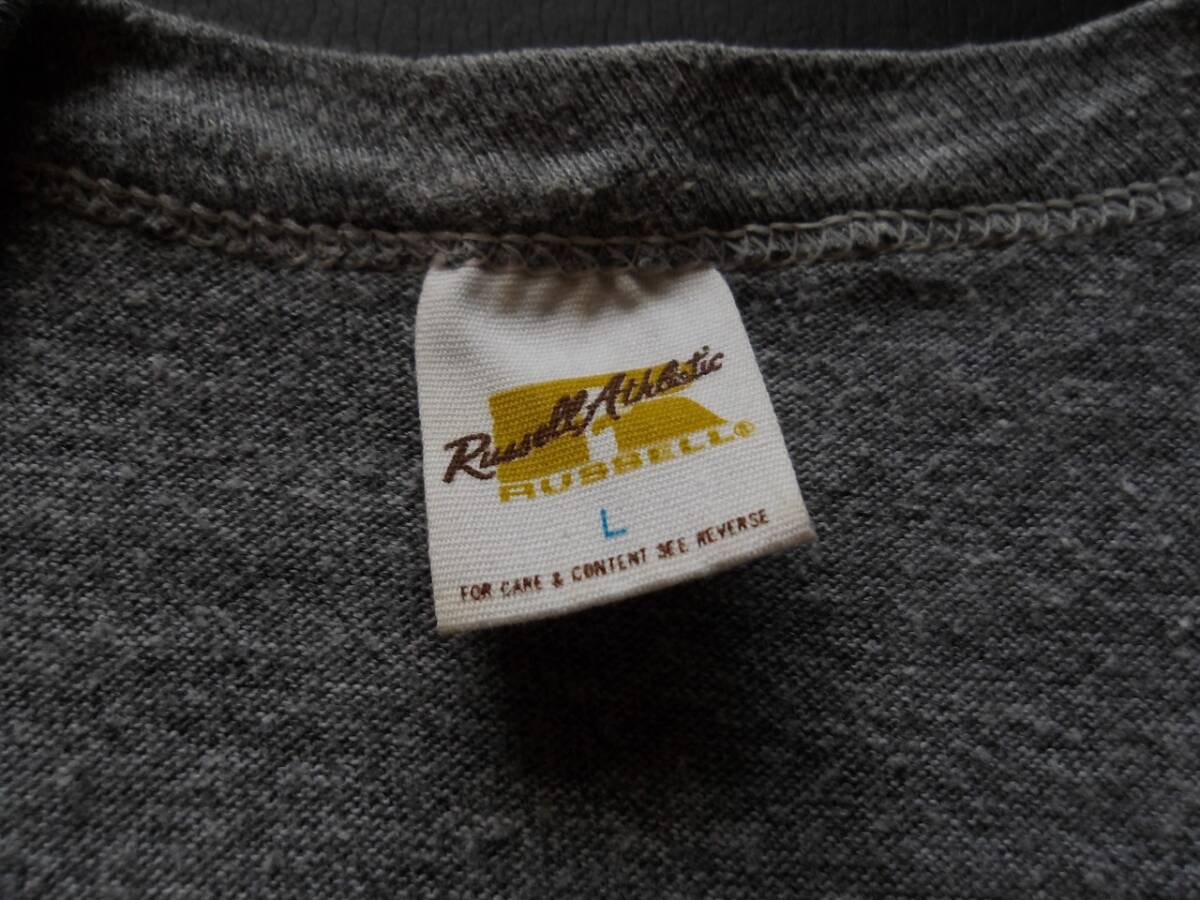 Russell Athletic
RUSSELL®
L
FOR CARE & CONTENT SEE REVERSE